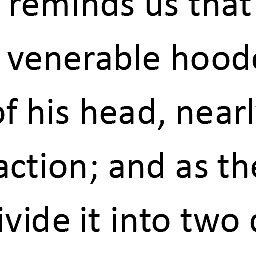 reminds us that
venerable hoode
of his head, nearl
action; and as the
ivide it into two